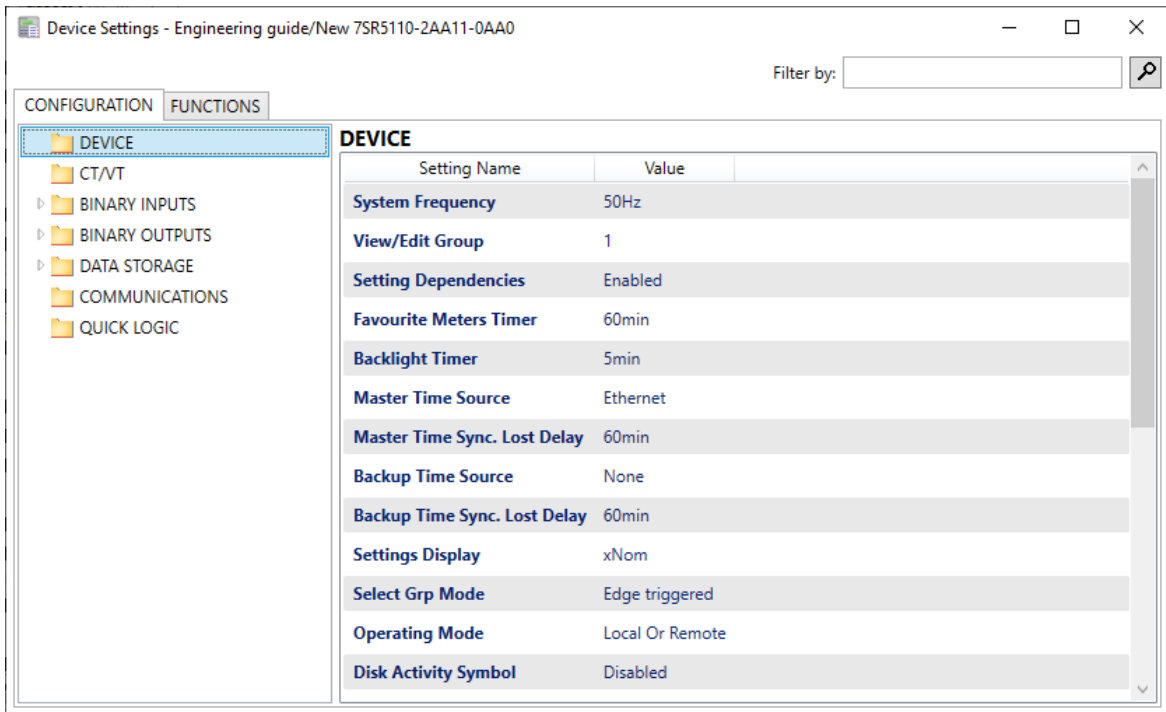 Device Settings - Engineering guide/New 7SR5110-2AA11-0AA0
Filter by:
CONFIGURATION FUNCTIONS
DEVICE
CT/VT
BINARY INPUTS
BINARY OUTPUTS
DATA STORAGE
COMMUNICATIONS
QUICK LOGIC
DEVICE
Setting Name Value
System Frequency 50Hz
View/Edit Group 1
Setting Dependencies Enabled
Favourite Meters Timer 60min
Backlight Timer 5min
Master Time Source Ethernet
Master Time Sync. Lost Delay 60min
Backup Time Source None
Backup Time Sync. Lost Delay 60min
Settings Display xNom
Select Grp Mode Edge triggered
Operating Mode Local Or Remote
Disk Activity Symbol Disabled